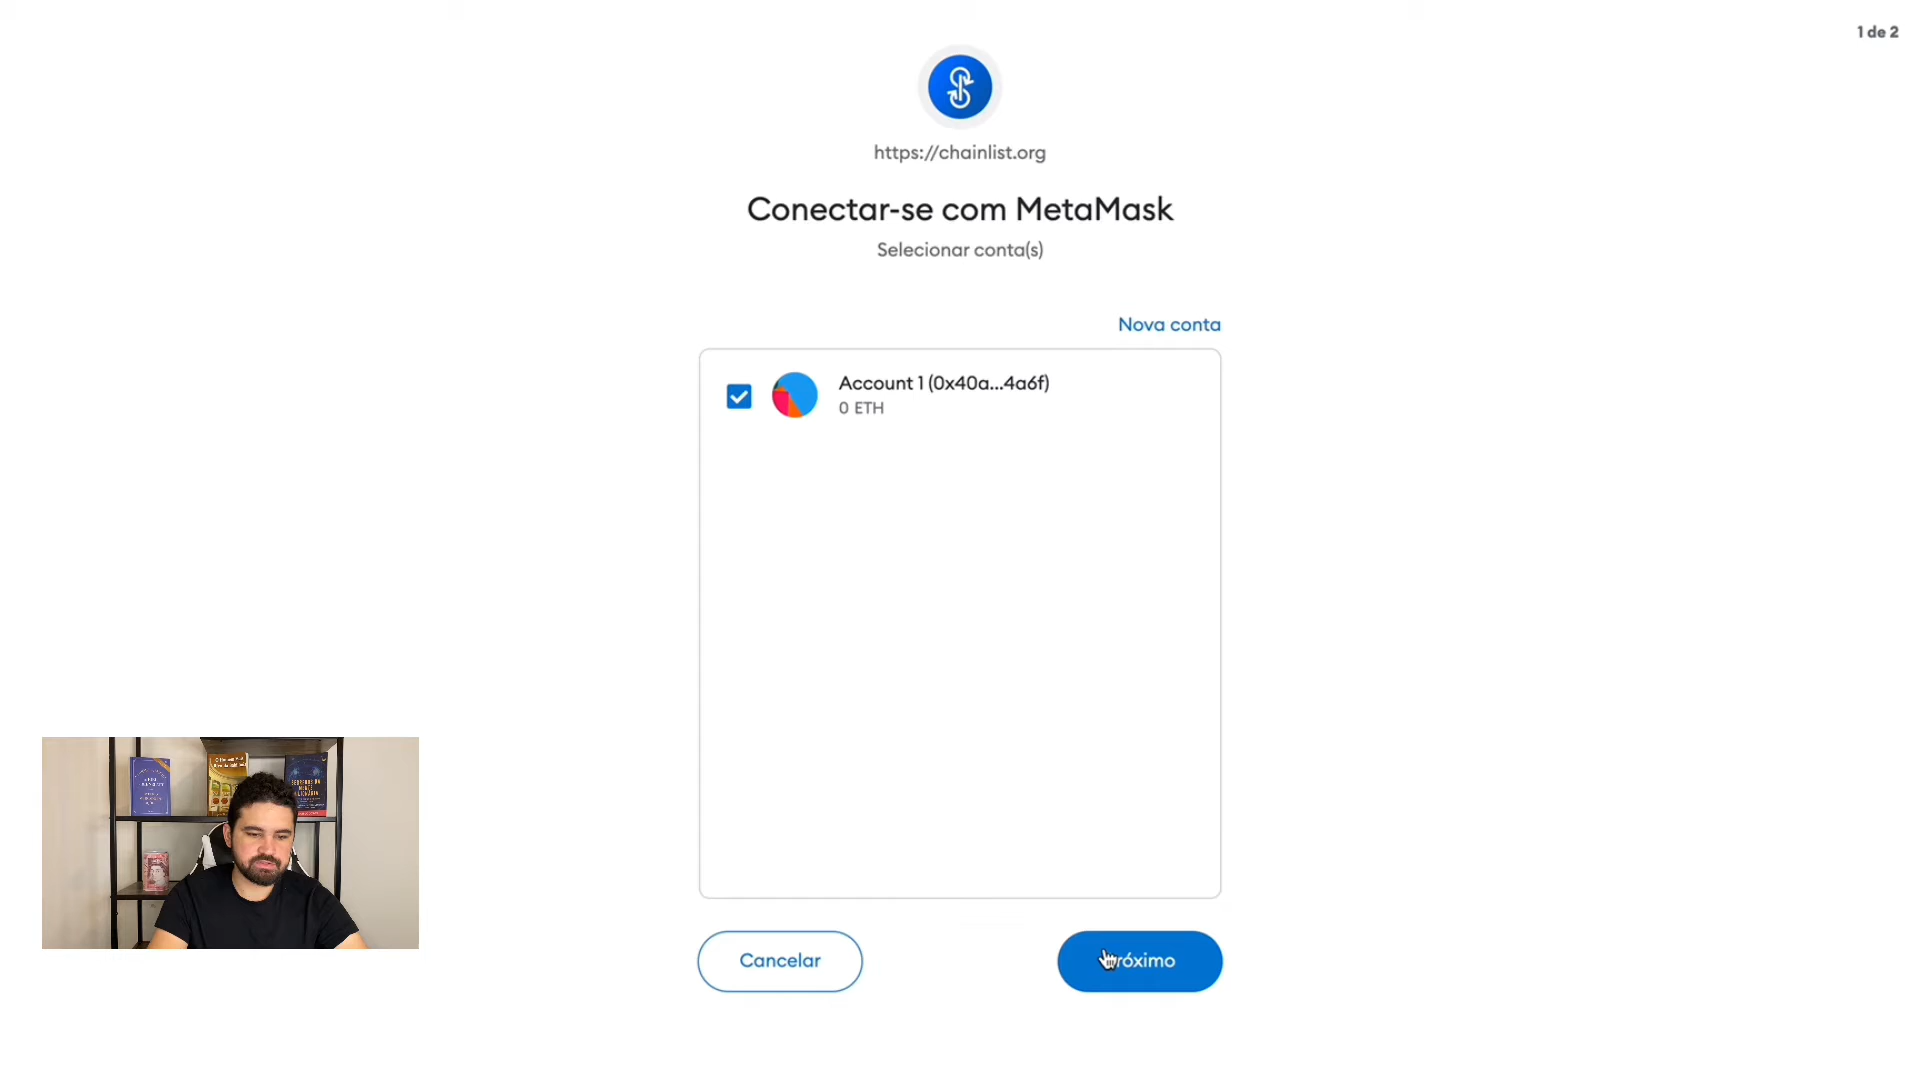 1 de 2
https://chainlist.org
Conectar-se com MetaMask
Selecionar conta(s)
Nova conta
Account 1 (0x40a...4a6f)
0 ETH
Cancelar
róximo